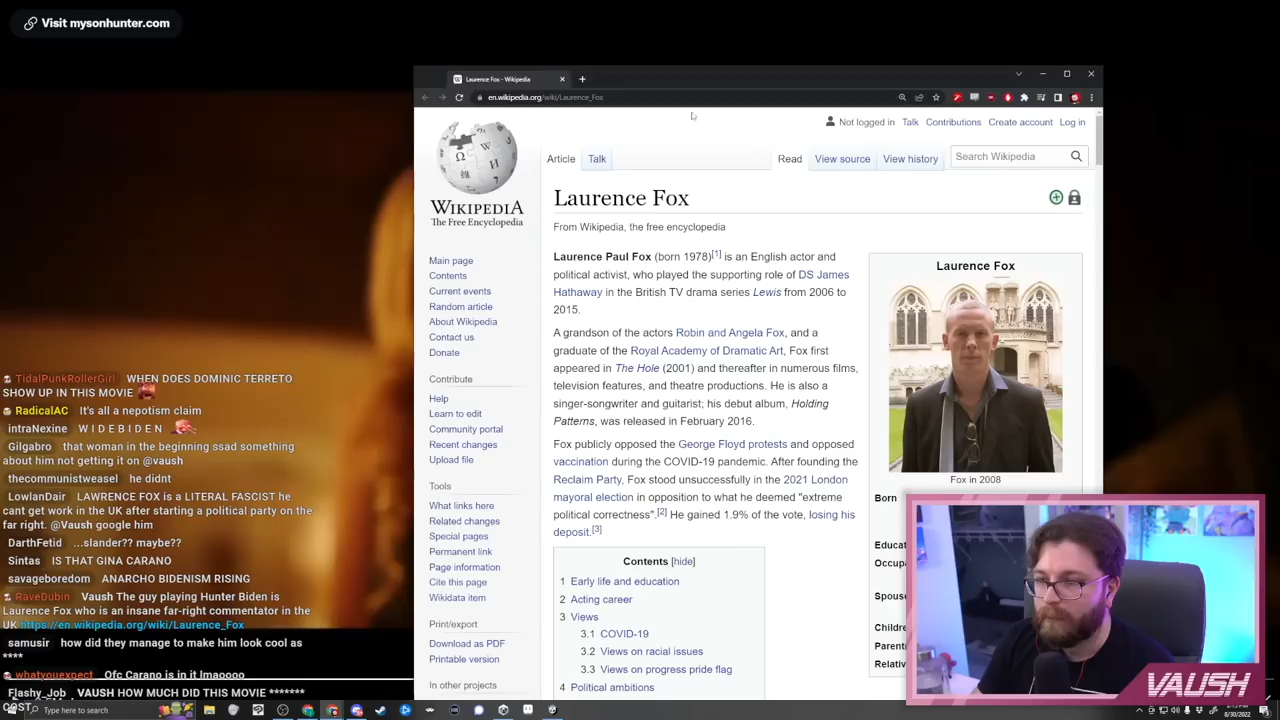 Visit mysonhunter.com
Laurence Fox - Wikipedia
en.wikipedia.org/wiki/Laurence_Fox
Not logged in Talk Contributions Create account Log in
Article Talk Read View source View history Search Wikipedia
WIKIPEDIA
The Free Encyclopedia
Main page
Contents
Current events
Random article
About Wikipedia
Contact us
Donate
Contribute
Help
Learn to edit
Community portal
Recent changes
Upload file
Tools
What links here
Related changes
Special pages
Permanent link
Page information
Cite this page
Wikidata item
Print/export
Download as PDF
Printable version
In other projects
Laurence Fox
From Wikipedia, the free encyclopedia
Laurence Paul Fox (born 1978)[1] is an English actor and
political activist, who played the supporting role of DS James
Hathaway in the British TV drama series Lewis from 2006 to
2015.
A grandson of the actors Robin and Angela Fox, and a
graduate of the Royal Academy of Dramatic Art, Fox first
appeared in The Hole (2001) and thereafter in numerous films,
television features, and theatre productions. He is also a
singer-songwriter and guitarist; his debut album, Holding
Patterns, was released in February 2016.
Fox publicly opposed the George Floyd protests and opposed
vaccination during the COVID-19 pandemic. After founding the
Reclaim Party, Fox stood unsuccessfully in the 2021 London
mayoral election in opposition to what he deemed "extreme
political correctness".[2] He gained 1.9% of the vote, losing his
deposit.[3]
Contents [hide]
1 Early life and education
2 Acting career
3 Views
3.1 COVID-19
3.2 Views on racial issues
3.3 Views on progress pride flag
4 Political ambitions
Laurence Fox
Fox in 2008
Born
Educat
Occup
Spous
Childre
Parent
Relativ
TidalPunkRollerGirl WHEN DOES DOMINIC TERRETO
SHOW UP IN THIS MOVIE
RadicalAC It's all a nepotism claim
intraNexine W I D E B I D E N
Gilgabro that woman in the beginning ssad something
about him not getting it on @vaush
thecommunistweasel he didnt
LowlanDair LAWRENCE FOX is a LITERAL FASCIST he
cant get work in the UK after starting a political party on the
far right. @Vaush google him
DarthFetid ...slander?? maybe??
Sintas IS THAT GINA CARANO
savageboredom ANARCHO BIDENISM RISING
RaveDubin Vaush The guy playing Hunter Biden is
Laurence Fox who is an insane far-right commentator in the
UK https://en.wikipedia.org/wiki/Laurence_Fox
samusir how did they manage to make him look cool as
****
whatyouexpect Ofc Carano is in it lmaoooo
Flashy_Job VAUSH HOW MUCH DID THIS MOVIE *******
COST
Type here to search
8/30/2022
VAUSH